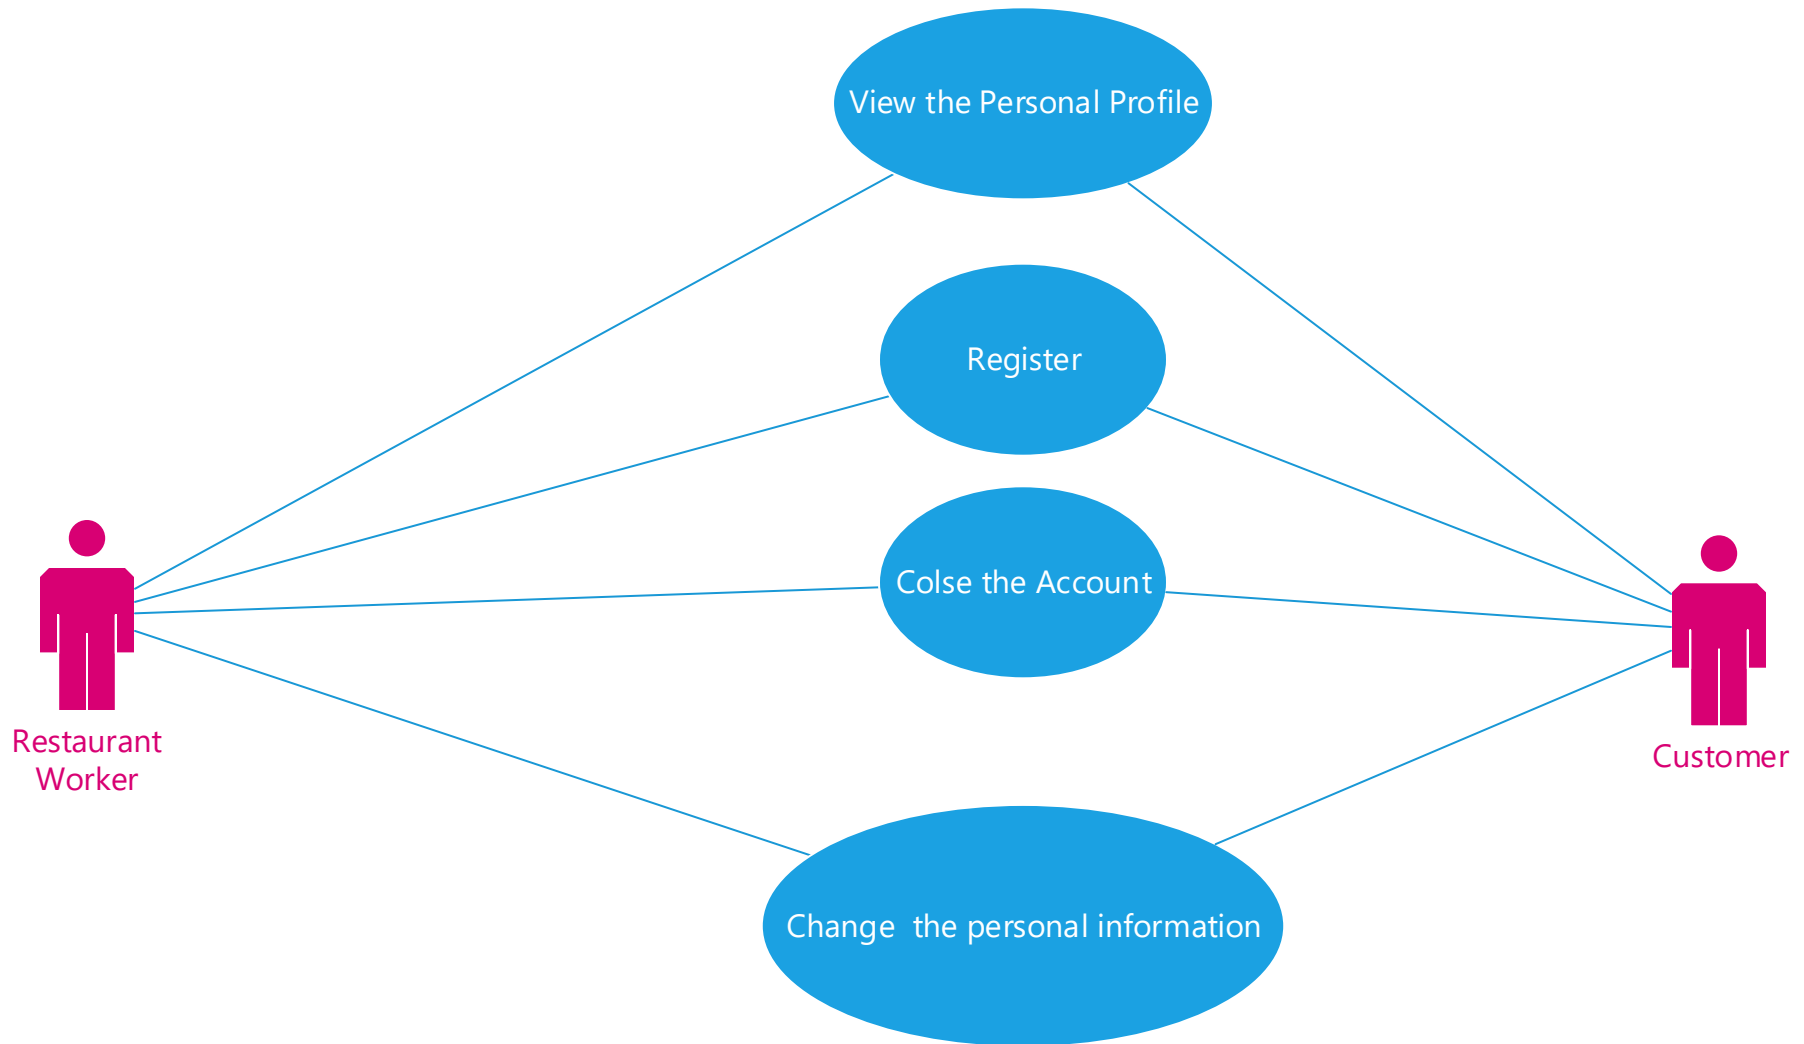 View the Personal Profile
Register
Colse the Account
Restaurant
Worker
Customer
Change  the personal information